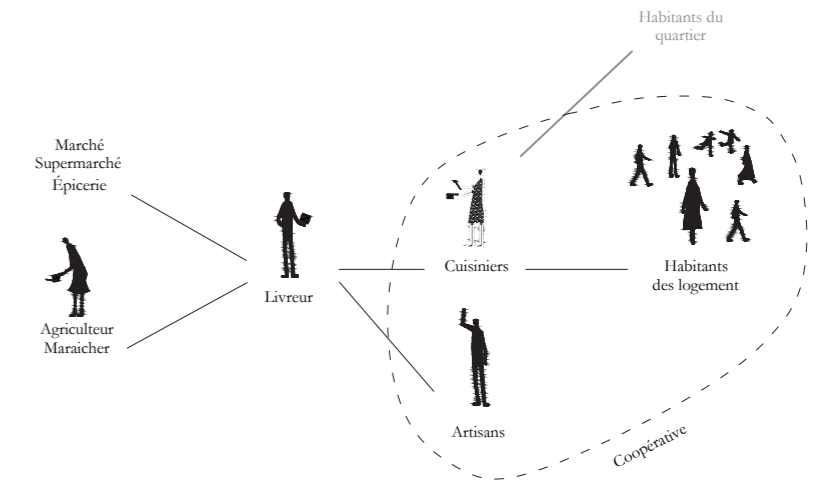 Habitants du
quartier
Marché
Supermarché
Épicerie
Agriculteur
Maraicher
Livreur
Cuisiniers
Habitants
des logement
Artisans
Coopérative